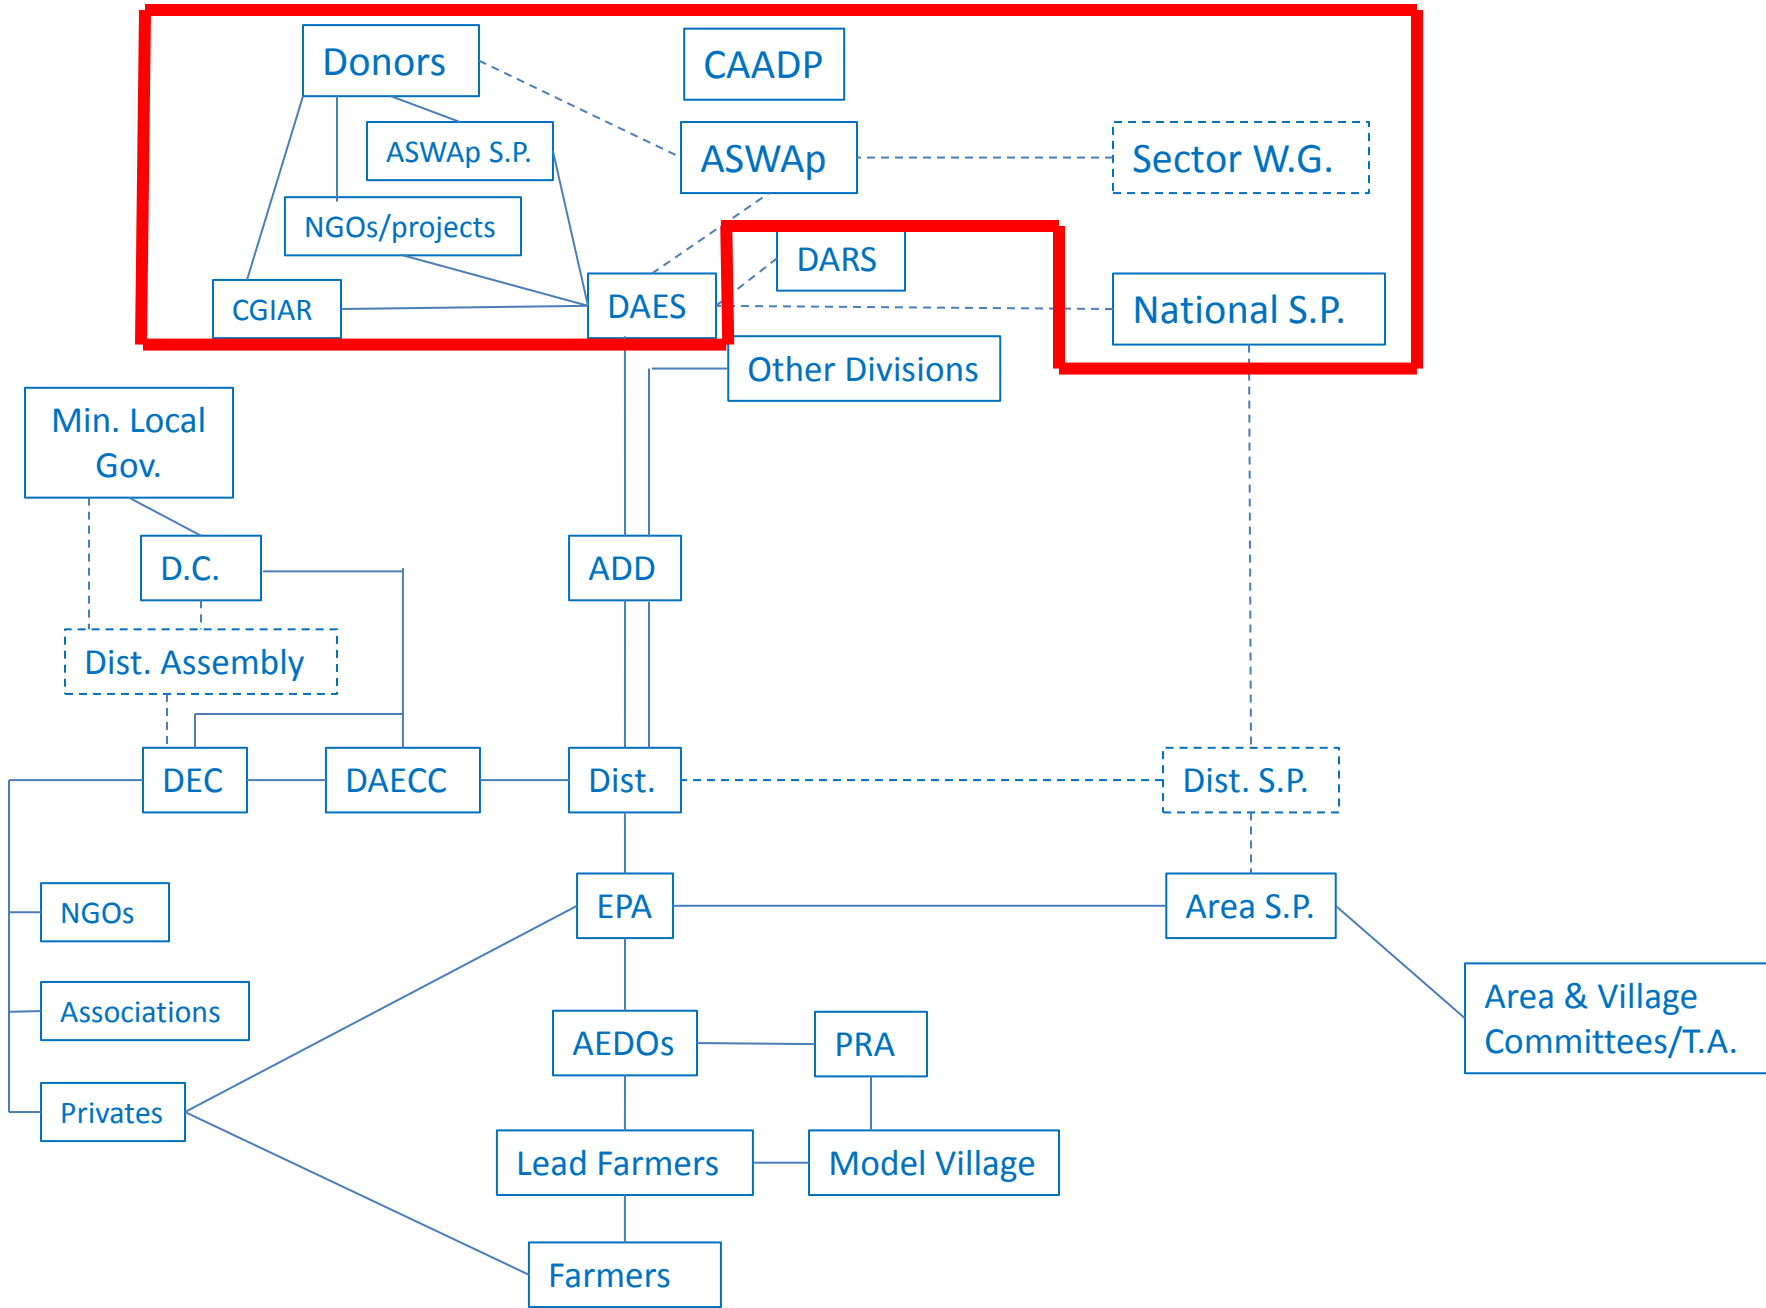 Donors
CAADP
ASWAp S.P.
ASWAp
Sector W.G.
NGOs/projects
DARS
CGIAR
DAES
National S.P.
Other Divisions
Min. Local
Gov.
D.C.
ADD
Dist. Assembly
DEC
DAECC
Dist.
Dist. S.P.
NGOs
EPA
Area S.P.
Associations
AEDOs
PRA
Area & Village
Committees/T.A.
Privates
Lead Farmers
Model Village
Farmers